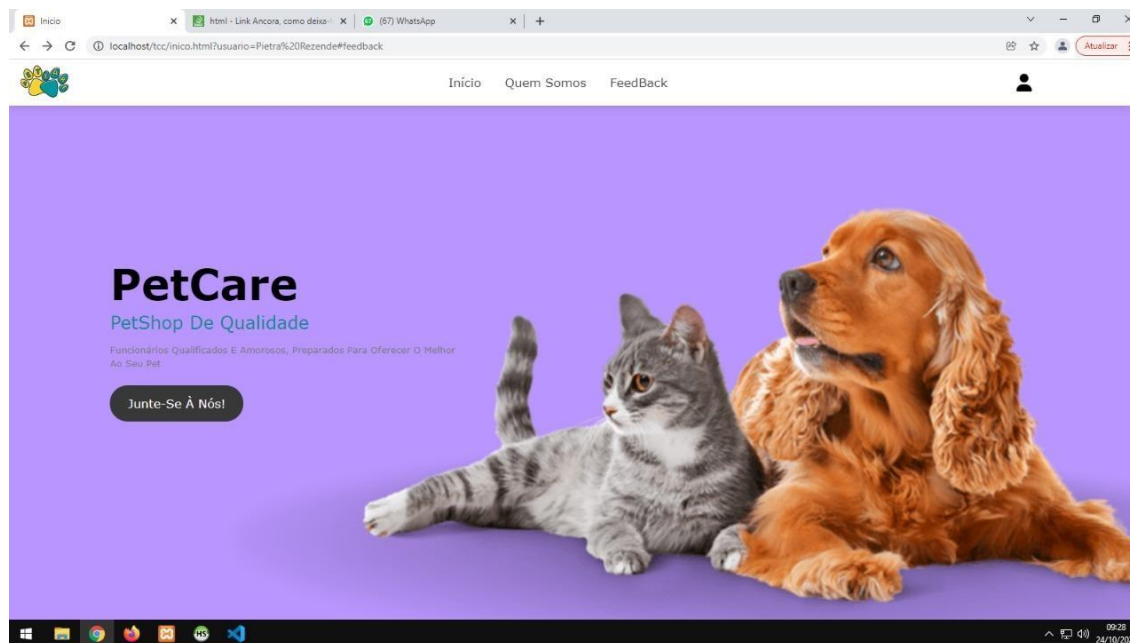 Inicio
html - Link Ancora, como deixa-l
(67) WhatsApp
localhost/tcc/inico.html?usuario=Pietra%20Rezende#feedback
Atualizar
Início Quem Somos FeedBack
PetCare
PetShop De Qualidade
Funcionários Qualificados E Amorosos, Preparados Para Oferecer O Melhor
Ao Seu Pet
Junte-Se À Nós!
HS
09:28
24/10/20